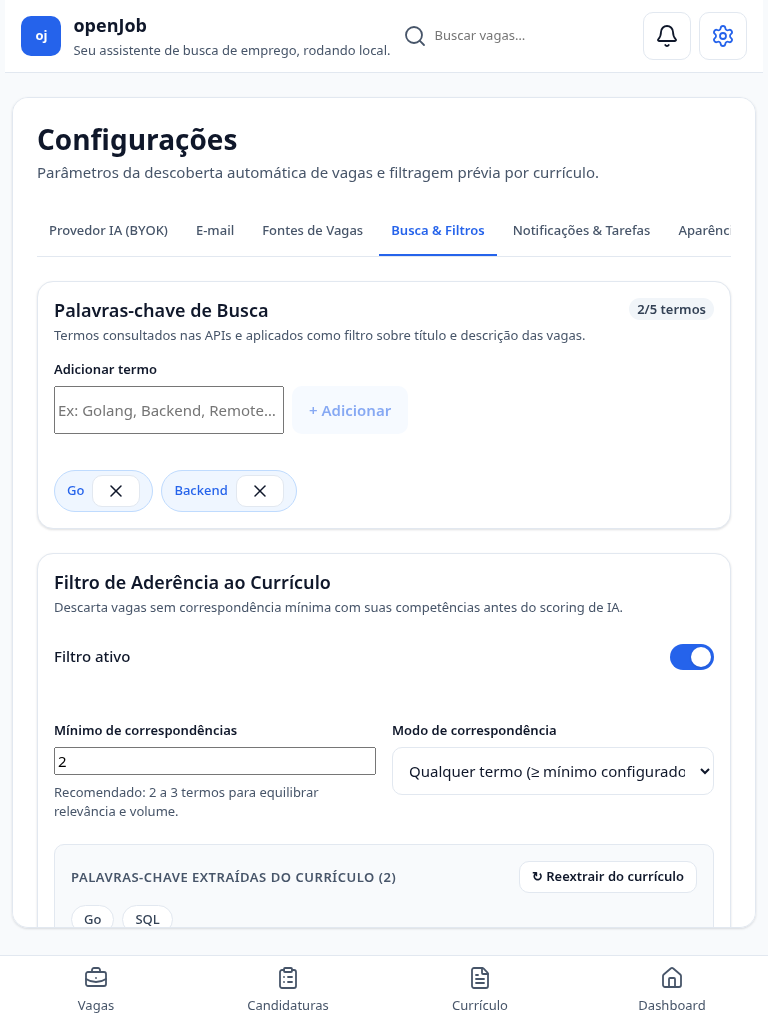 oj
openJob
Seu assistente de busca de emprego, rodando local.
Buscar vagas...
Configurações
Parâmetros da descoberta automática de vagas e filtragem prévia por currículo.
Provedor IA (BYOK) E-mail Fontes de Vagas Busca & Filtros Notificações & Tarefas Aparênci
Palavras-chave de Busca
2/5 termos
Termos consultados nas APIs e aplicados como filtro sobre título e descrição das vagas.
Adicionar termo
Ex: Golang, Backend, Remote...
+ Adicionar
Go
Backend
Filtro de Aderência ao Currículo
Descarta vagas sem correspondência mínima com suas competências antes do scoring de IA.
Filtro ativo
Mínimo de correspondências
2
Recomendado: 2 a 3 termos para equilibrar
relevância e volume.
Modo de correspondência
Qualquer termo (≥ mínimo configurado
PALAVRAS-CHAVE EXTRAÍDAS DO CURRÍCULO (2)
↻ Reextrair do currículo
Go SQL
Vagas Candidaturas Currículo Dashboard